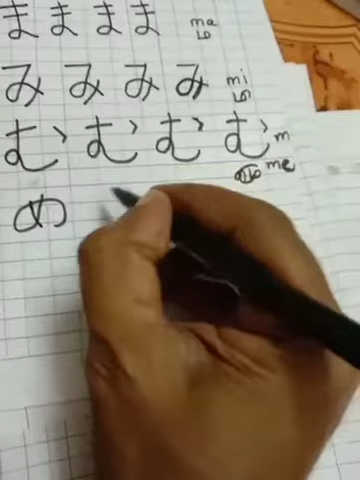 ま ま ま ま ma
み み み み mi
む む む む m
me
め